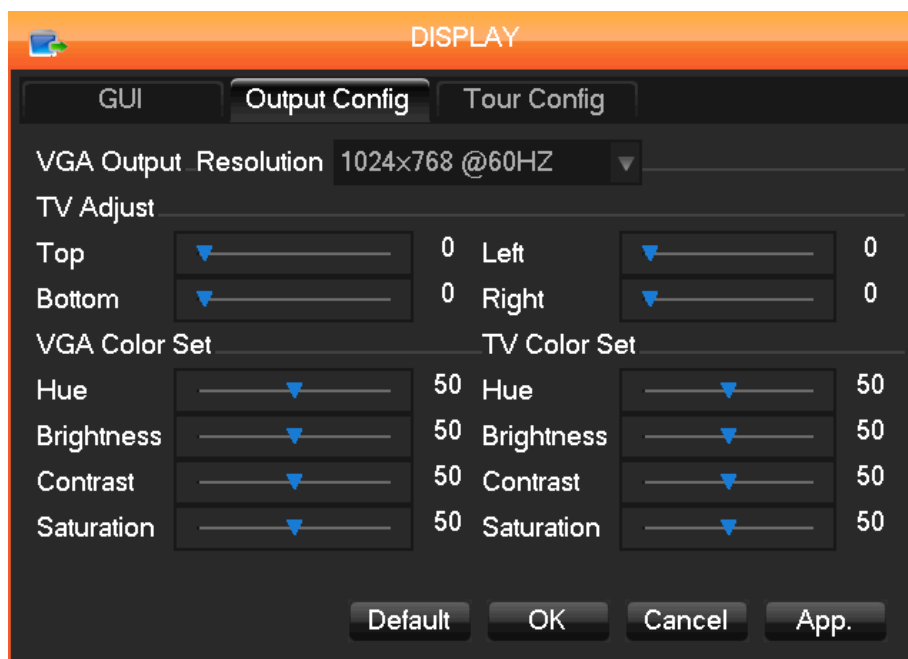 DISPLAY
GUI Output Config Tour Config
VGA Output Resolution 1024x768 @60HZ
TV Adjust
Top 0 Left 0
Bottom 0 Right 0
VGA Color Set TV Color Set
Hue 50 Hue 50
Brightness 50 Brightness 50
Contrast 50 Contrast 50
Saturation 50 Saturation 50
Default OK Cancel App.